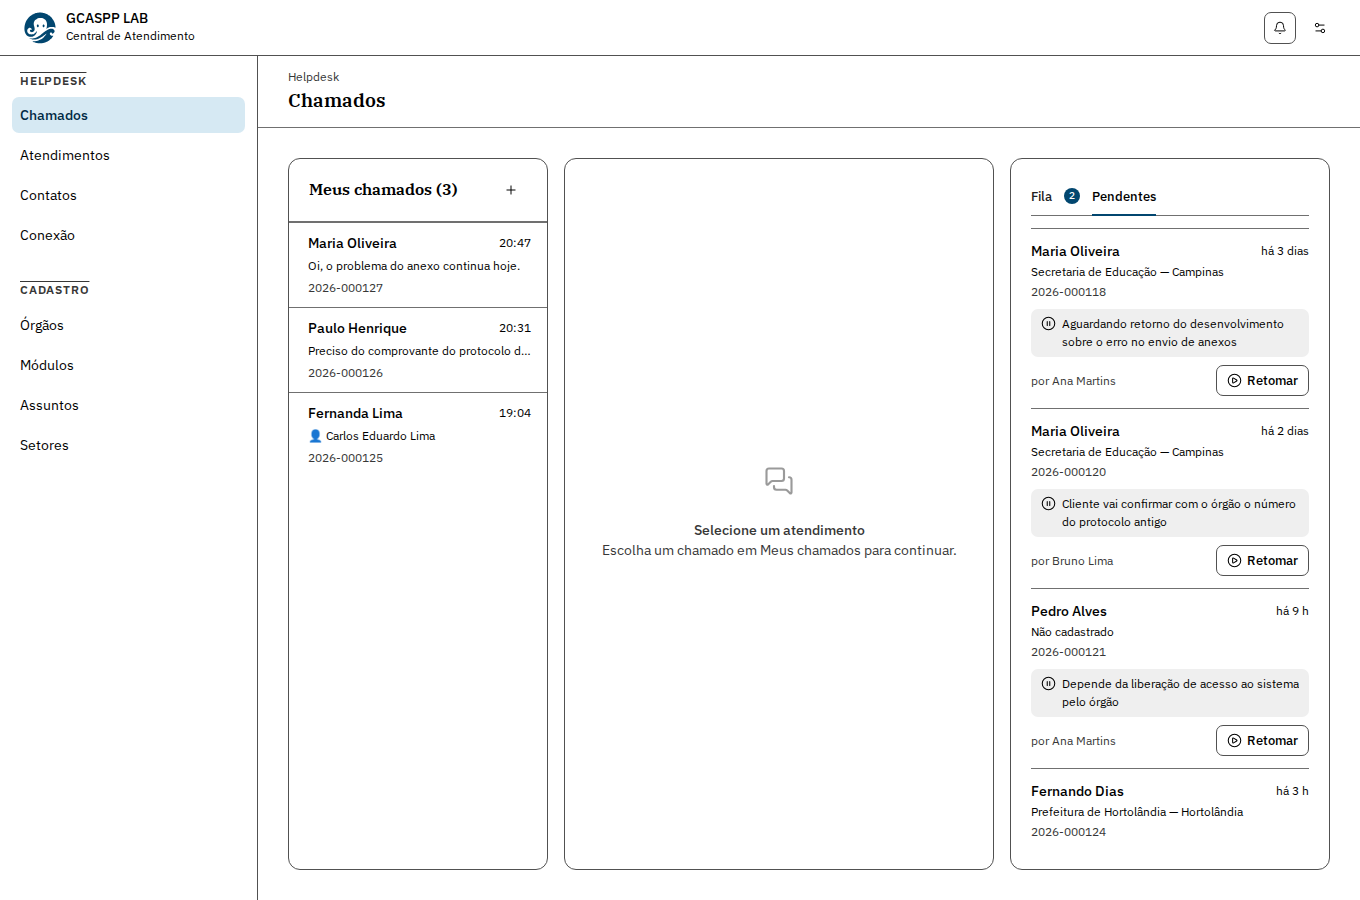 GCASPP LAB
Central de Atendimento
HELPDESK
Chamados
Atendimentos
Contatos
Conexão
CADASTRO
Órgãos
Módulos
Assuntos
Setores
Helpdesk
Chamados
Meus chamados (3)
Maria Oliveira 20:47
Oi, o problema do anexo continua hoje.
2026-000127
Paulo Henrique 20:31
Preciso do comprovante do protocolo d...
2026-000126
Fernanda Lima 19:04
👤 Carlos Eduardo Lima
2026-000125
Selecione um atendimento
Escolha um chamado em Meus chamados para continuar.
Fila 2 Pendentes
Maria Oliveira há 3 dias
Secretaria de Educação — Campinas
2026-000118
Aguardando retorno do desenvolvimento
sobre o erro no envio de anexos
por Ana Martins Retomar
Maria Oliveira há 2 dias
Secretaria de Educação — Campinas
2026-000120
Cliente vai confirmar com o órgão o número
do protocolo antigo
por Bruno Lima Retomar
Pedro Alves há 9 h
Não cadastrado
2026-000121
Depende da liberação de acesso ao sistema
pelo órgão
por Ana Martins Retomar
Fernando Dias há 3 h
Prefeitura de Hortolândia — Hortolândia
2026-000124